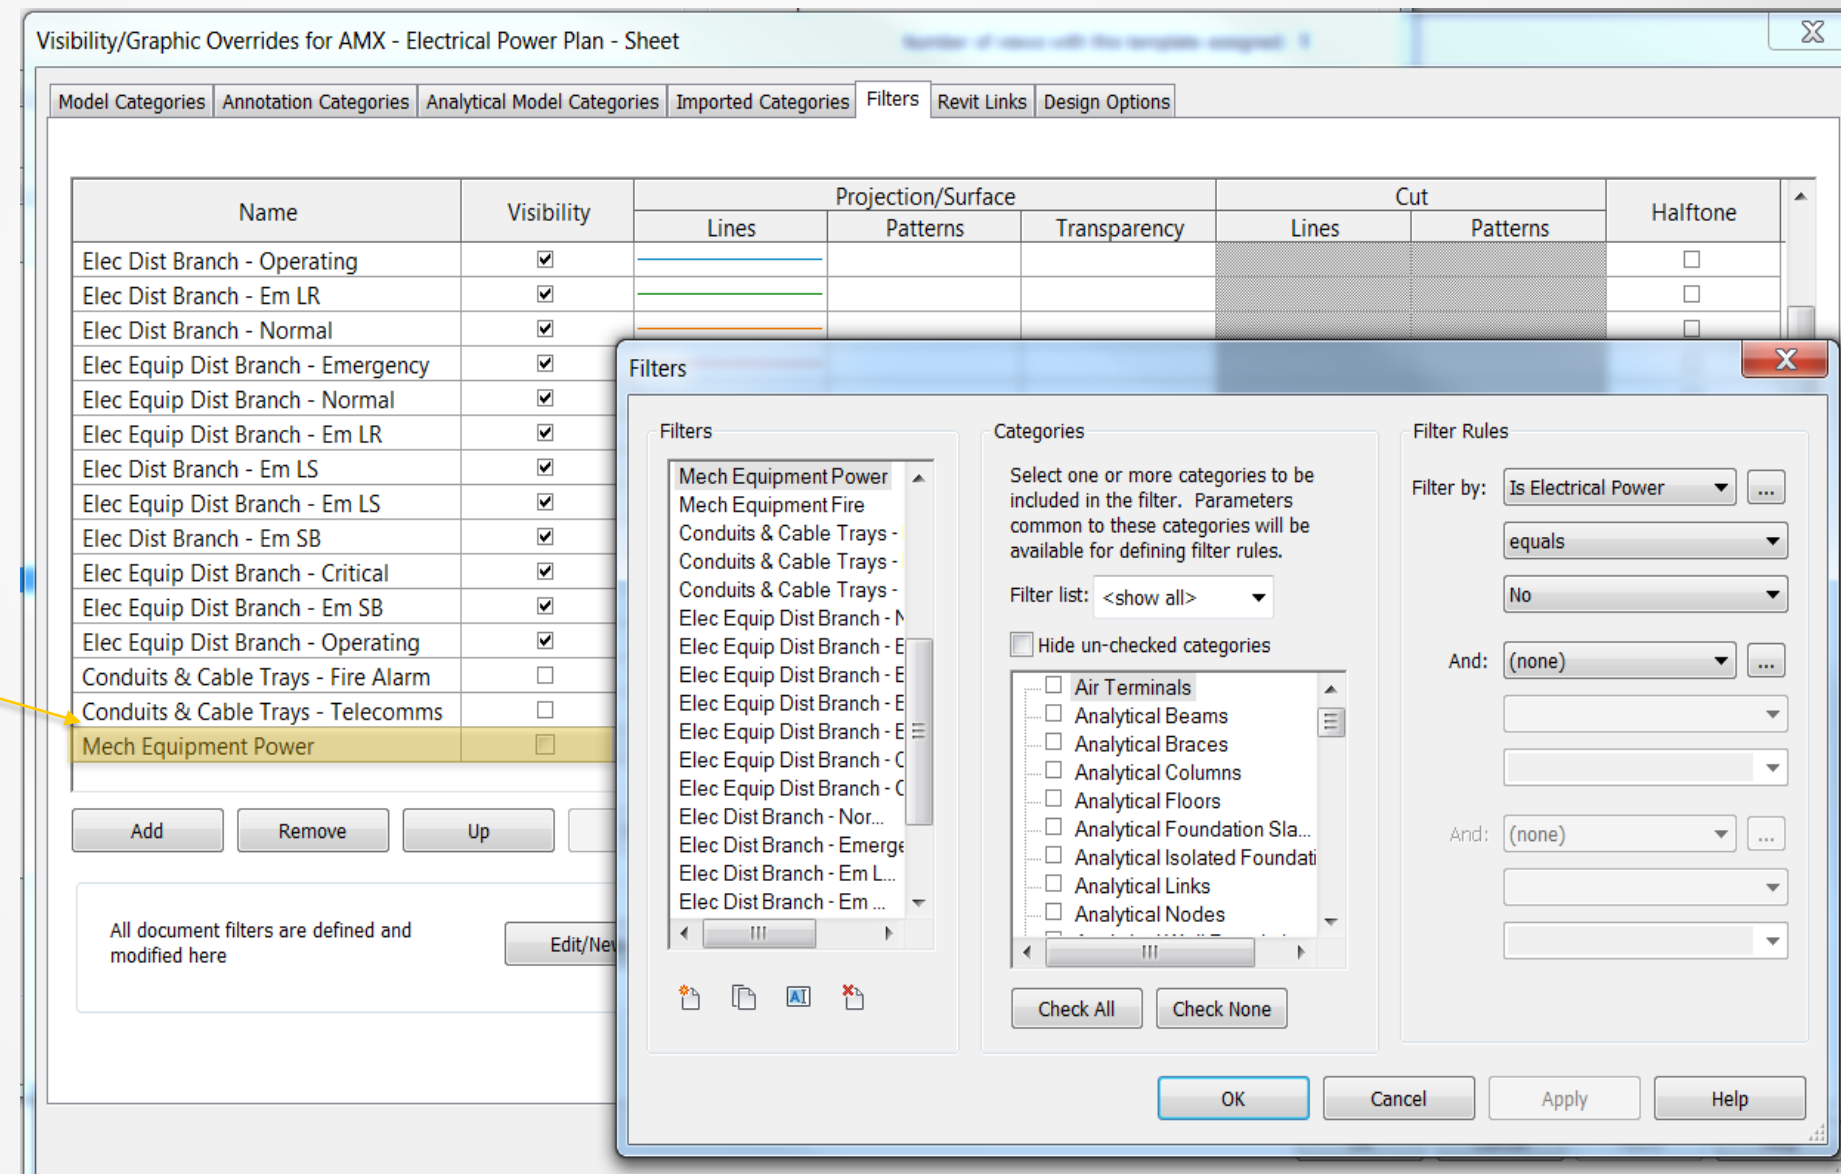 Visibility/Graphic Overrides for AMX - Electrical Power Plan - Sheet
Number of views with this template assigned: 1
Model Categories Annotation Categories Analytical Model Categories Imported Categories Filters Revit Links Design Options
Name Visibility Projection/Surface Cut Halftone
Lines Patterns Transparency Lines Patterns
Elec Dist Branch - Operating
Elec Dist Branch - Em LR
Elec Dist Branch - Normal
Elec Equip Dist Branch - Emergency
Elec Equip Dist Branch - Normal
Elec Equip Dist Branch - Em LR
Elec Dist Branch - Em LS
Elec Equip Dist Branch - Em LS
Elec Dist Branch - Em SB
Elec Equip Dist Branch - Critical
Elec Equip Dist Branch - Em SB
Elec Equip Dist Branch - Operating
Conduits & Cable Trays - Fire Alarm
Conduits & Cable Trays - Telecomms
Mech Equipment Power
Add Remove Up
All document filters are defined and
modified here
Edit/New
Filters
Filters
Mech Equipment Power
Mech Equipment Fire
Conduits & Cable Trays -
Conduits & Cable Trays -
Conduits & Cable Trays -
Elec Equip Dist Branch - N
Elec Equip Dist Branch - E
Elec Equip Dist Branch - E
Elec Equip Dist Branch - E
Elec Equip Dist Branch - E
Elec Equip Dist Branch - C
Elec Equip Dist Branch - O
Elec Dist Branch - Nor...
Elec Dist Branch - Emerge
Elec Dist Branch - Em L...
Elec Dist Branch - Em ...
Categories
Select one or more categories to be
included in the filter. Parameters
common to these categories will be
available for defining filter rules.
Filter list: <show all>
Hide un-checked categories
Air Terminals
Analytical Beams
Analytical Braces
Analytical Columns
Analytical Floors
Analytical Foundation Sla...
Analytical Isolated Foundati
Analytical Links
Analytical Nodes
Check All Check None
Filter Rules
Filter by: Is Electrical Power ...
equals
No
And: (none) ...
And: (none) ...
OK Cancel Apply Help